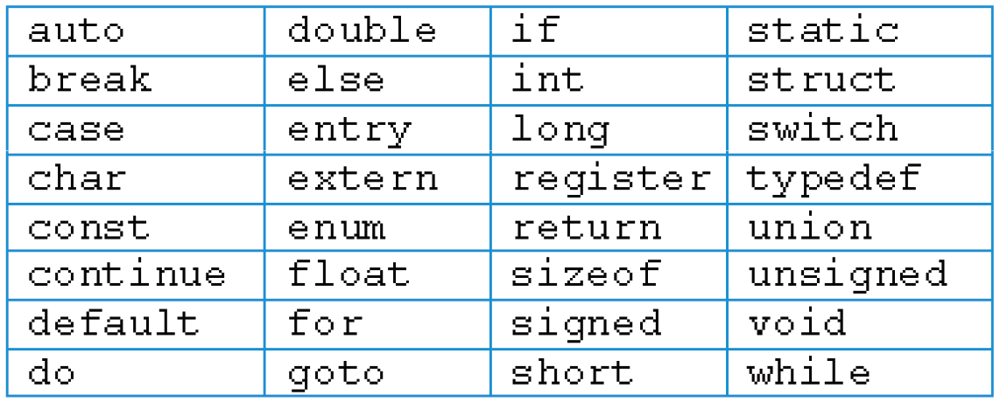 auto double if static
break else int struct
case entry long switch
char extern register typedef
const enum return union
continue float sizeof unsigned
default for signed void
do goto short while